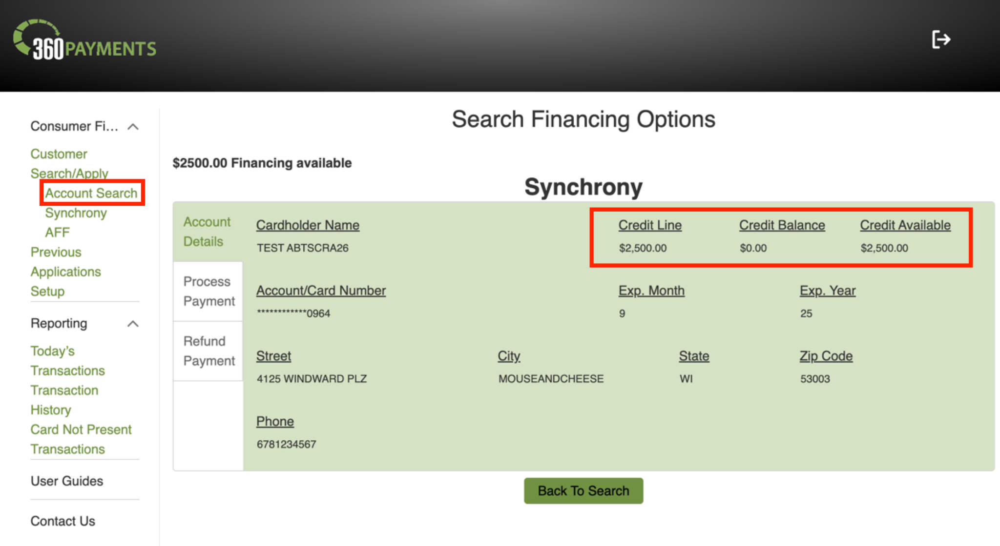 360PAYMENTS
Consumer Fi...
Customer
Search/Apply
Account Search
Synchrony
AFF
Previous
Applications
Setup
Reporting
Today's
Transactions
Transaction
History
Card Not Present
Transactions
User Guides
Contact Us
Search Financing Options
$2500.00 Financing available
Synchrony
Account
Details
Process
Payment
Refund
Payment
Cardholder Name Credit Line Credit Balance Credit Available
TEST ABTSCRA26 $2,500.00 $0.00 $2,500.00
Account/Card Number Exp. Month Exp. Year
************0964 9 25
Street City State Zip Code
4125 WINDWARD PLZ MOUSEANDCHEESE WI 53003
Phone
6781234567
Back To Search